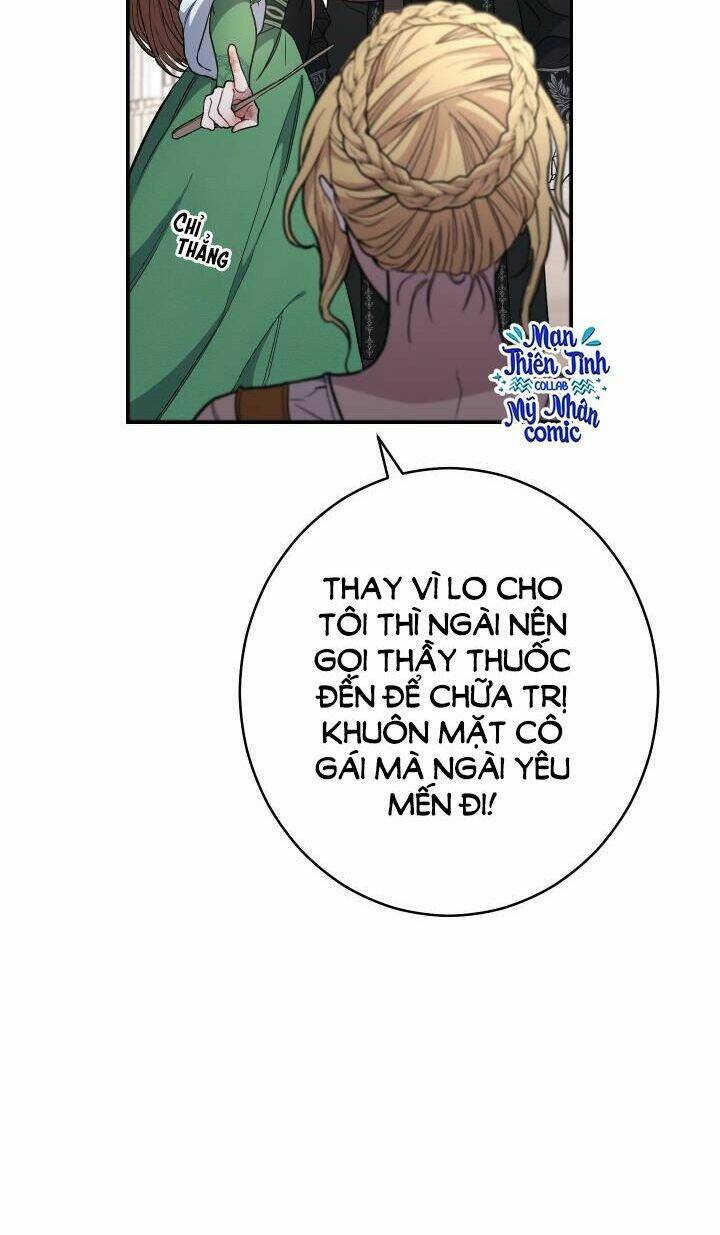 CHỈ
THẲNG
Mạn
Thiên Tình
COLLAB
Mỹ Nhân
comic
THAY VÌ LO CHO
TÔI THÌ NGÀI NÊN
GỌI THẦY THUỐC
ĐẾN ĐỂ CHỮA TRỊ
KHUÔN MẶT CÔ
GÁI MÀ NGÀI YÊU
MẾN ĐI!